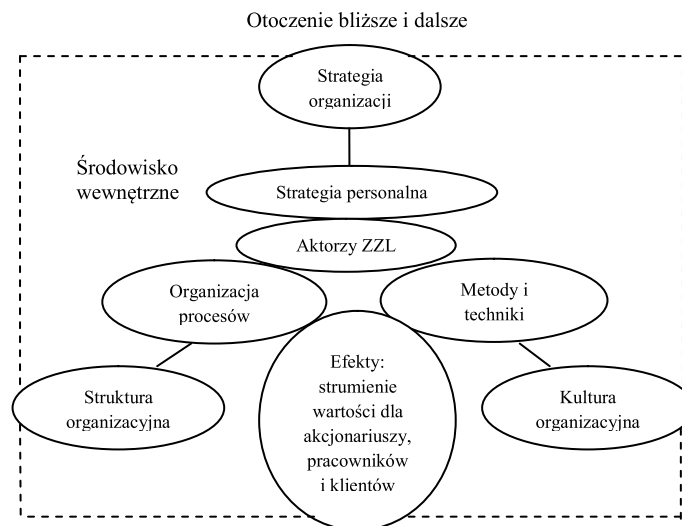 Otoczenie bliższe i dalsze
Strategia
organizacji
Środowisko
wewnętrzne
Strategia personalna
Aktorzy ZZL
Organizacja
procesów
Metody i
techniki
Efekty:
strumienie
wartości dla
akcjonariuszy,
pracowników
i klientów
Struktura
organizacyjna
Kultura
organizacyjna